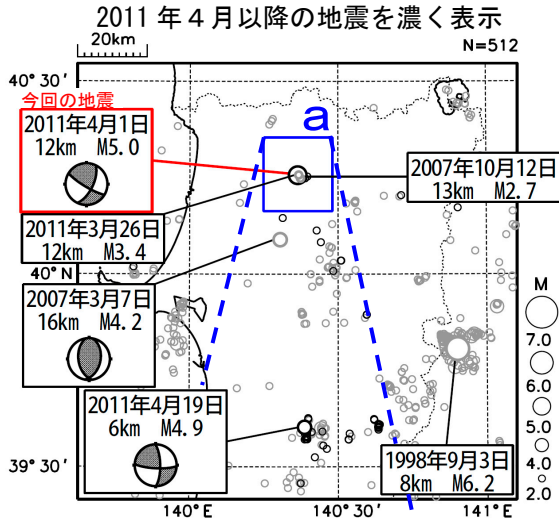 2011年4月以降の地震を濃く表示
20km
N=512
40°30′
今回の地震
2011年4月1日
12km M5.0
a
2007年10月12日
13km M2.7
2011年3月26日
12km M3.4
40°N
2007年3月7日
16km M4.2
M
7.0
6.0
5.0
4.0
2.0
2011年4月19日
6km M4.9
1998年9月3日
8km M6.2
39°30′
140°E
140°30′
141°E